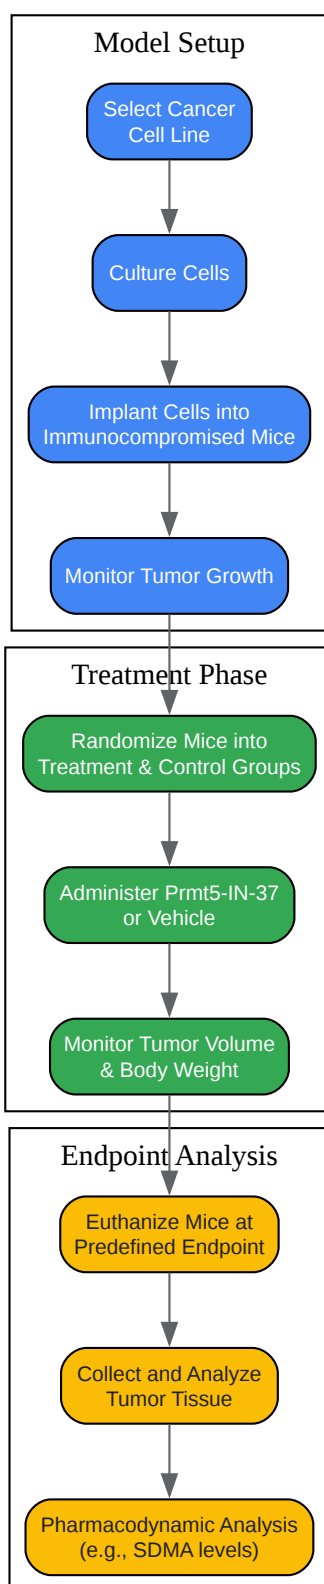 Model Setup
Select Cancer
Cell Line
Culture Cells
Implant Cells into
Immunocompromised Mice
Monitor Tumor Growth
Treatment Phase
Randomize Mice into
Treatment & Control Groups
Administer Prmt5-IN-37
or Vehicle
Monitor Tumor Volume
& Body Weight
Endpoint Analysis
Euthanize Mice at
Predefined Endpoint
Collect and Analyze
Tumor Tissue
Pharmacodynamic Analysis
(e.g., SDMA levels)